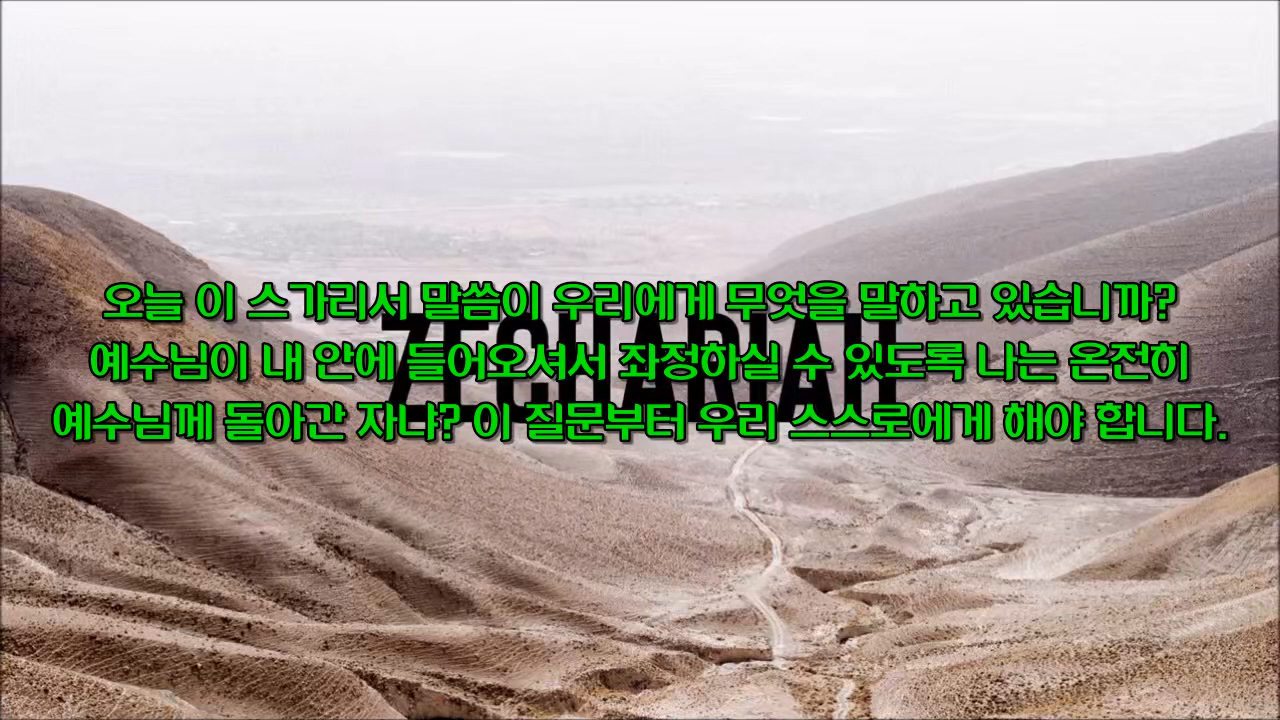 오늘 이 스가리서 말씀이 우리에게 무엇을 말하고 있습니까?
ZECHARIAH
예수님이 내 안에 들어오셔서 좌정하실 수 있도록 나는 온전히
예수님께 돌아간 자냐? 이 질문부터 우리 스스로에게 해야 합니다.